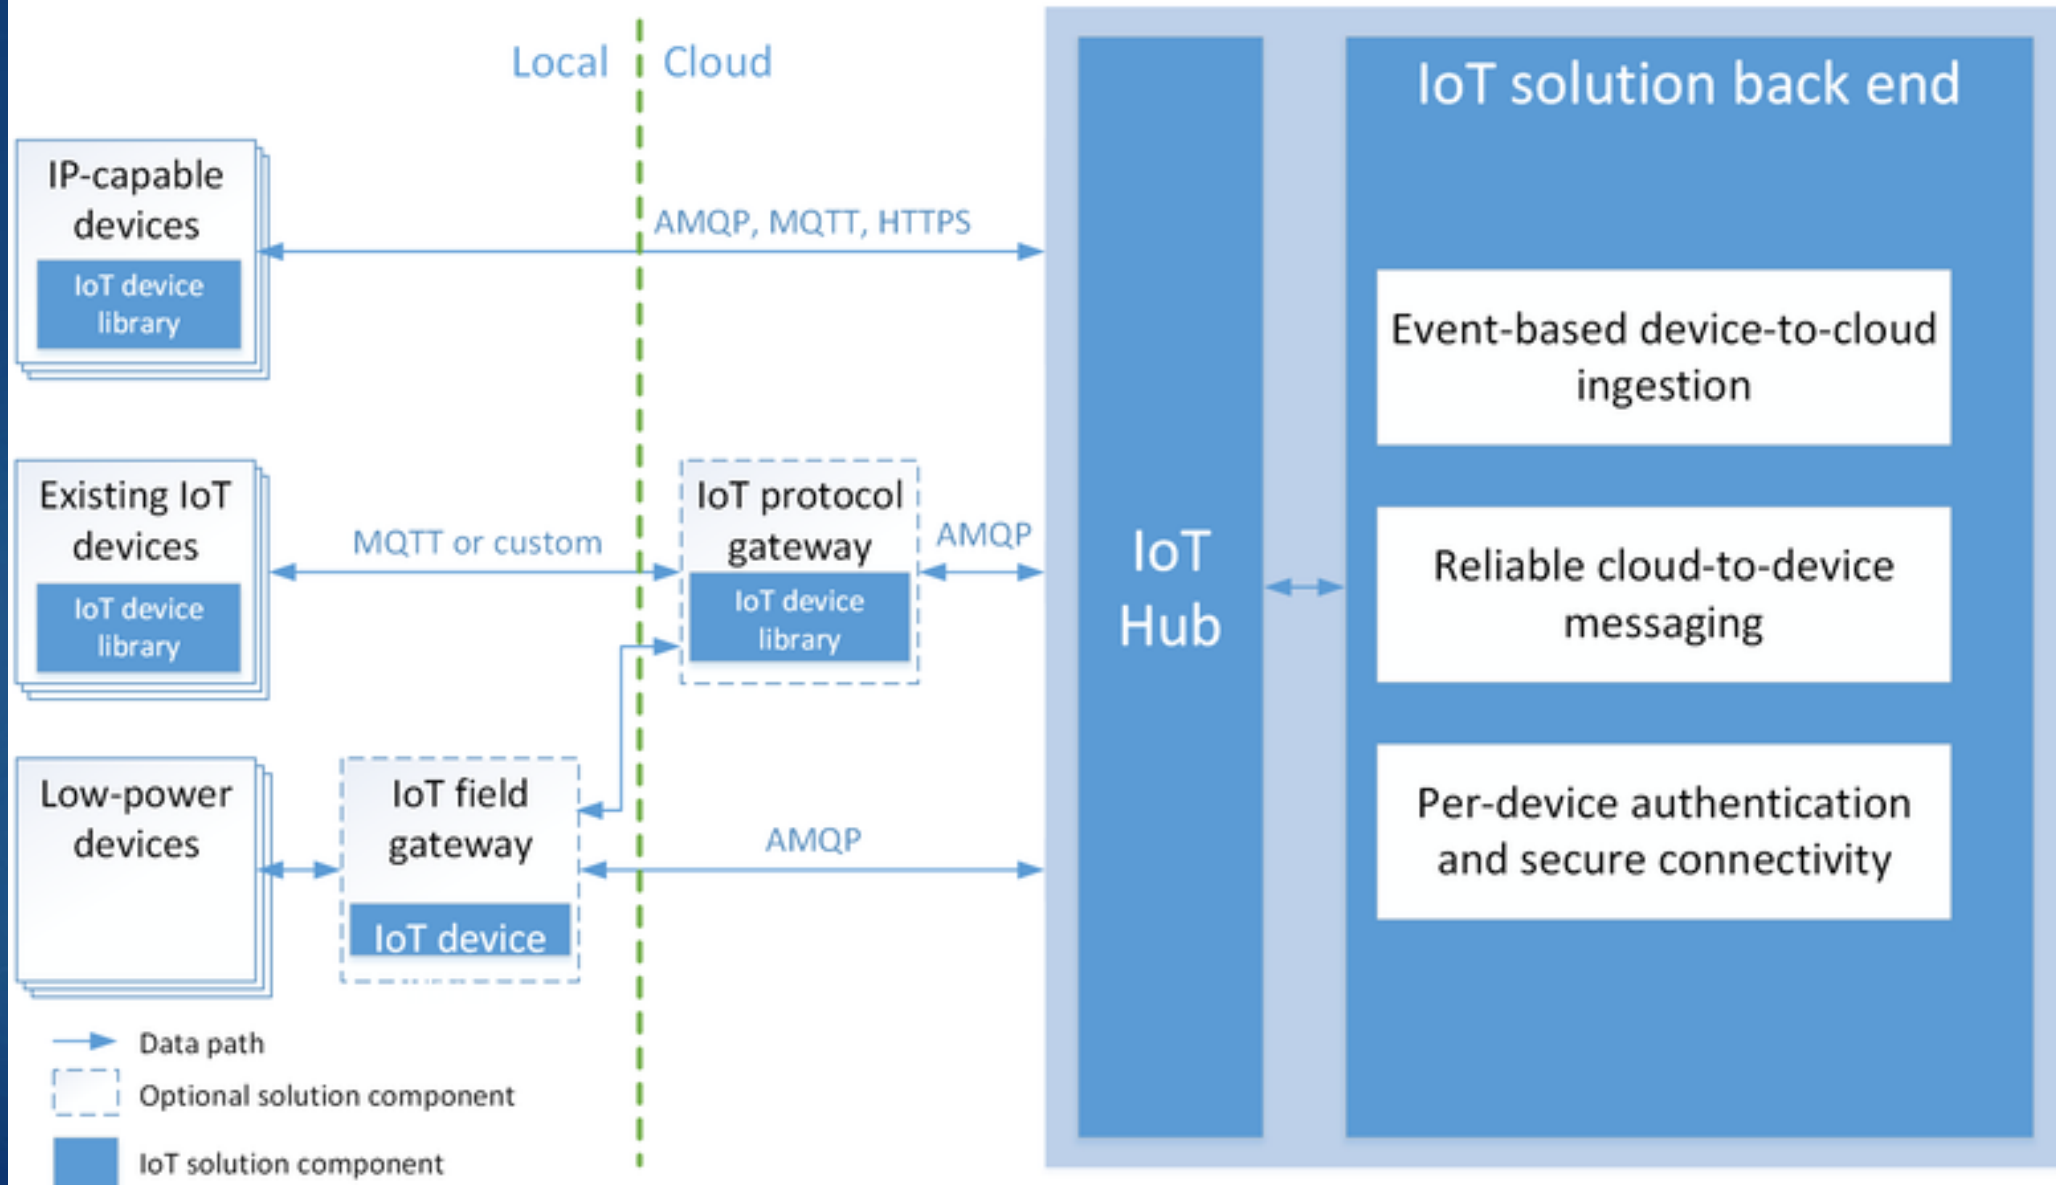 Local
Cloud
IoT solution back end
IP-capable
devices
IoT device
library
AMQP, MQTT, HTTPS
Event-based device-to-cloud
ingestion
Existing IoT
devices
IoT device
library
MQTT or custom
IoT protocol
gateway
IoT device
library
AMQP
IoT
Hub
Reliable cloud-to-device
messaging
Low-power
devices
IoT field
gateway
IoT device
AMQP
Per-device authentication
and secure connectivity
Data path
Optional solution component
IoT solution component